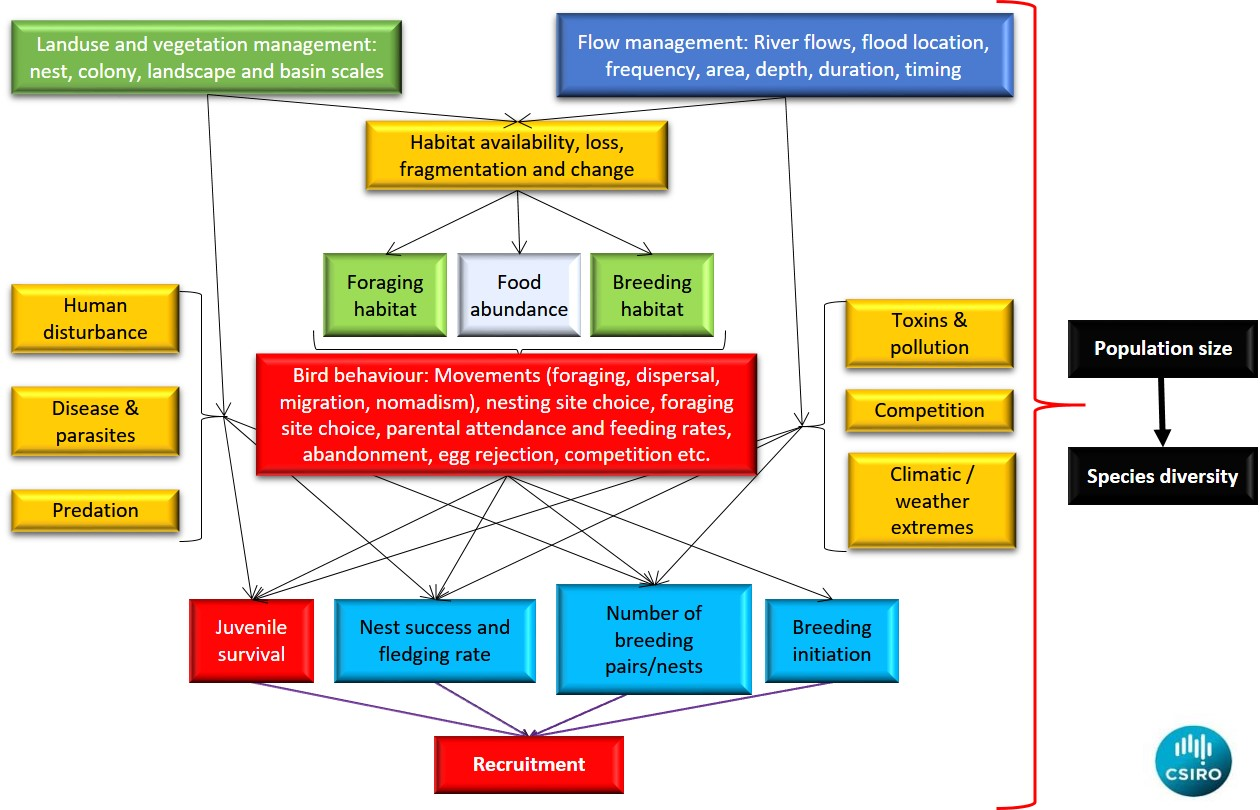 Landuse and vegetation management:
nest, colony, landscape and basin scales
Flow management: River flows, flood location,
frequency, area, depth, duration, timing
Habitat availability, loss,
fragmentation and change
Foraging
habitat
Food
abundance
Breeding
habitat
Human
disturbance
Disease &
parasites
Predation
Bird behaviour: Movements (foraging, dispersal,
migration, nomadism), nesting site choice, foraging
site choice, parental attendance and feeding rates,
abandonment, egg rejection, competition etc.
Toxins &
pollution
Competition
Climatic /
weather
extremes
Population size
Species diversity
Juvenile
survival
Nest success and
fledging rate
Number of
breeding
pairs/nests
Breeding
initiation
Recruitment
CSIRO